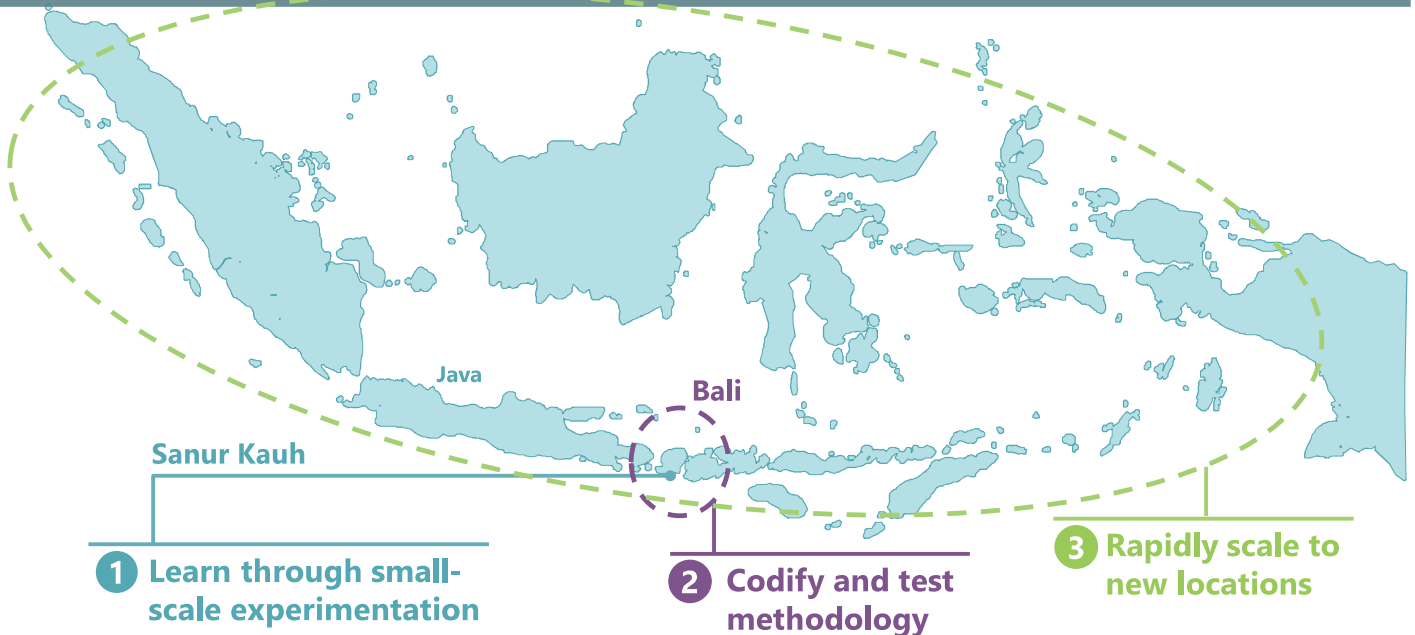 Java
Bali
Sanur Kauh
1 Learn through small-
scale experimentation
2 Codify and test
methodology
3 Rapidly scale to
new locations